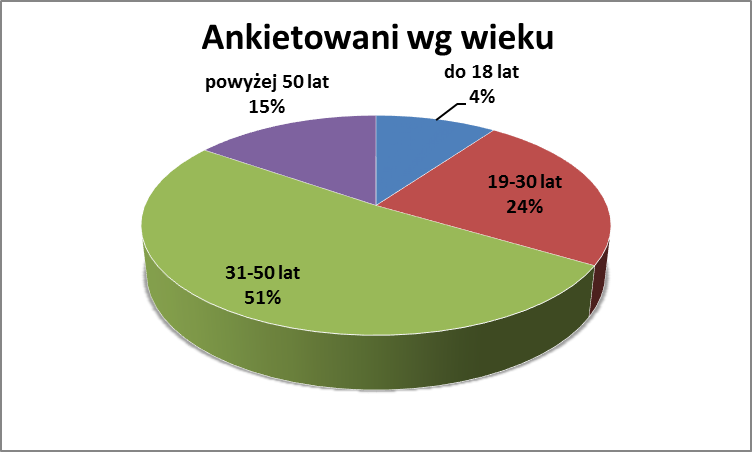 Ankietowani wg wieku
do 18 lat
4%
19-30 lat
24%
31-50 lat
51%
powyżej 50 lat
15%